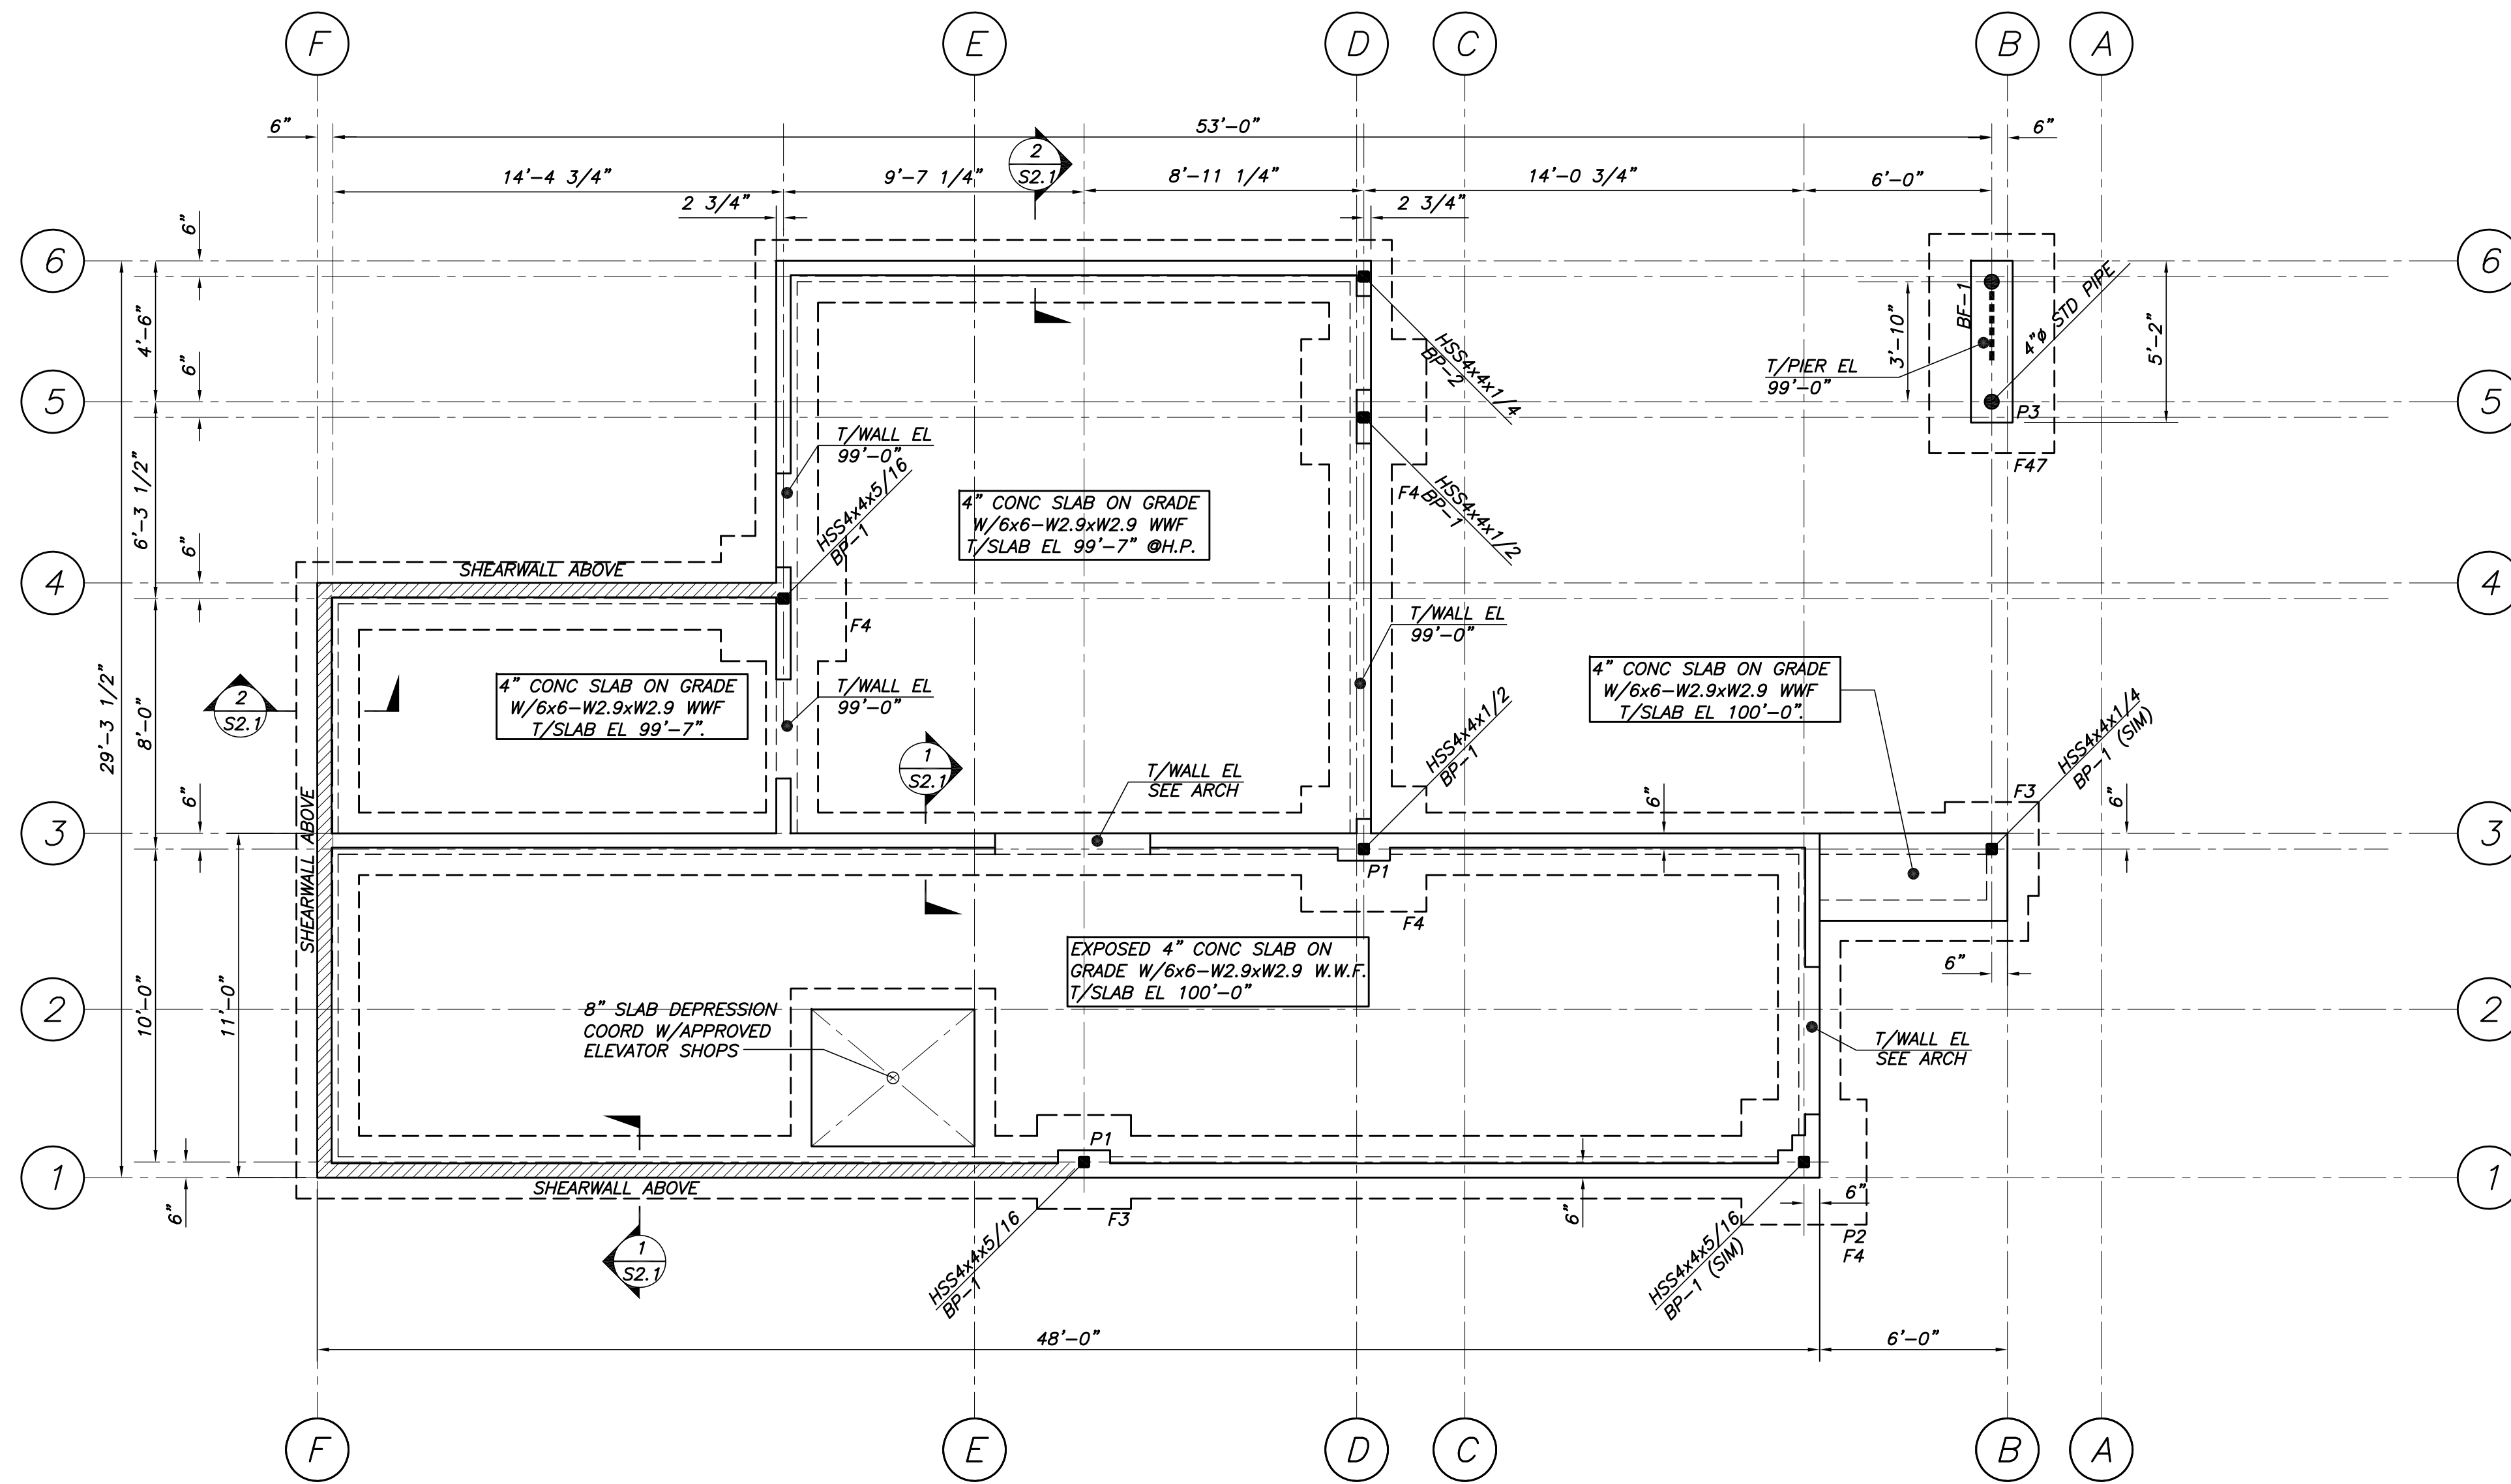 F E D C B A
6" 53'-0" 6"
2
S2.1
14'-4 3/4" 9'-7 1/4" 8'-11 1/4" 14'-0 3/4" 6'-0"
2 3/4" 2 3/4"
6"
6 6
4'-6"
BF-1
3'-10"
4"ø STD PIPE
5'-2"
T/PIER EL
99'-0"
P3
F47
HSS4x4x1/4
BP-2
6"
5 5
T/WALL EL
99'-0"
HSS4x4x5/16
BP-1
4" CONC SLAB ON GRADE
W/6x6-W2.9xW2.9 WWF
T/SLAB EL 99'-7" @H.P.
F4
HSS4x4x1/2
BP-1
6'-3 1/2"
6"
SHEARWALL ABOVE
4 4
F4
T/WALL EL
99'-0"
29'-3 1/2"
8'-0"
2
S2.1
4" CONC SLAB ON GRADE
W/6x6-W2.9xW2.9 WWF
T/SLAB EL 99'-7".
T/WALL EL
99'-0"
4" CONC SLAB ON GRADE
W/6x6-W2.9xW2.9 WWF
T/SLAB EL 100'-0".
HSS4x4x1/2
BP-1
HSS4x4x1/4
BP-1 (SIM)
1
S2.1
T/WALL EL
SEE ARCH
6"
6"
F3
6"
3 3
SHEARWALL ABOVE
P1
F4
EXPOSED 4" CONC SLAB ON
GRADE W/6x6-W2.9xW2.9 W.W.F.
T/SLAB EL 100'-0"
6"
10'-0"
11'-0"
2 2
8" SLAB DEPRESSION
COORD W/APPROVED
ELEVATOR SHOPS
T/WALL EL
SEE ARCH
P1
1 1
6"
SHEARWALL ABOVE
F3
6"
6"
P2
F4
HSS4x4x5/16
BP-1
HSS4x4x5/16
BP-1 (SIM)
1
S2.1
48'-0" 6'-0"
F E D C B A